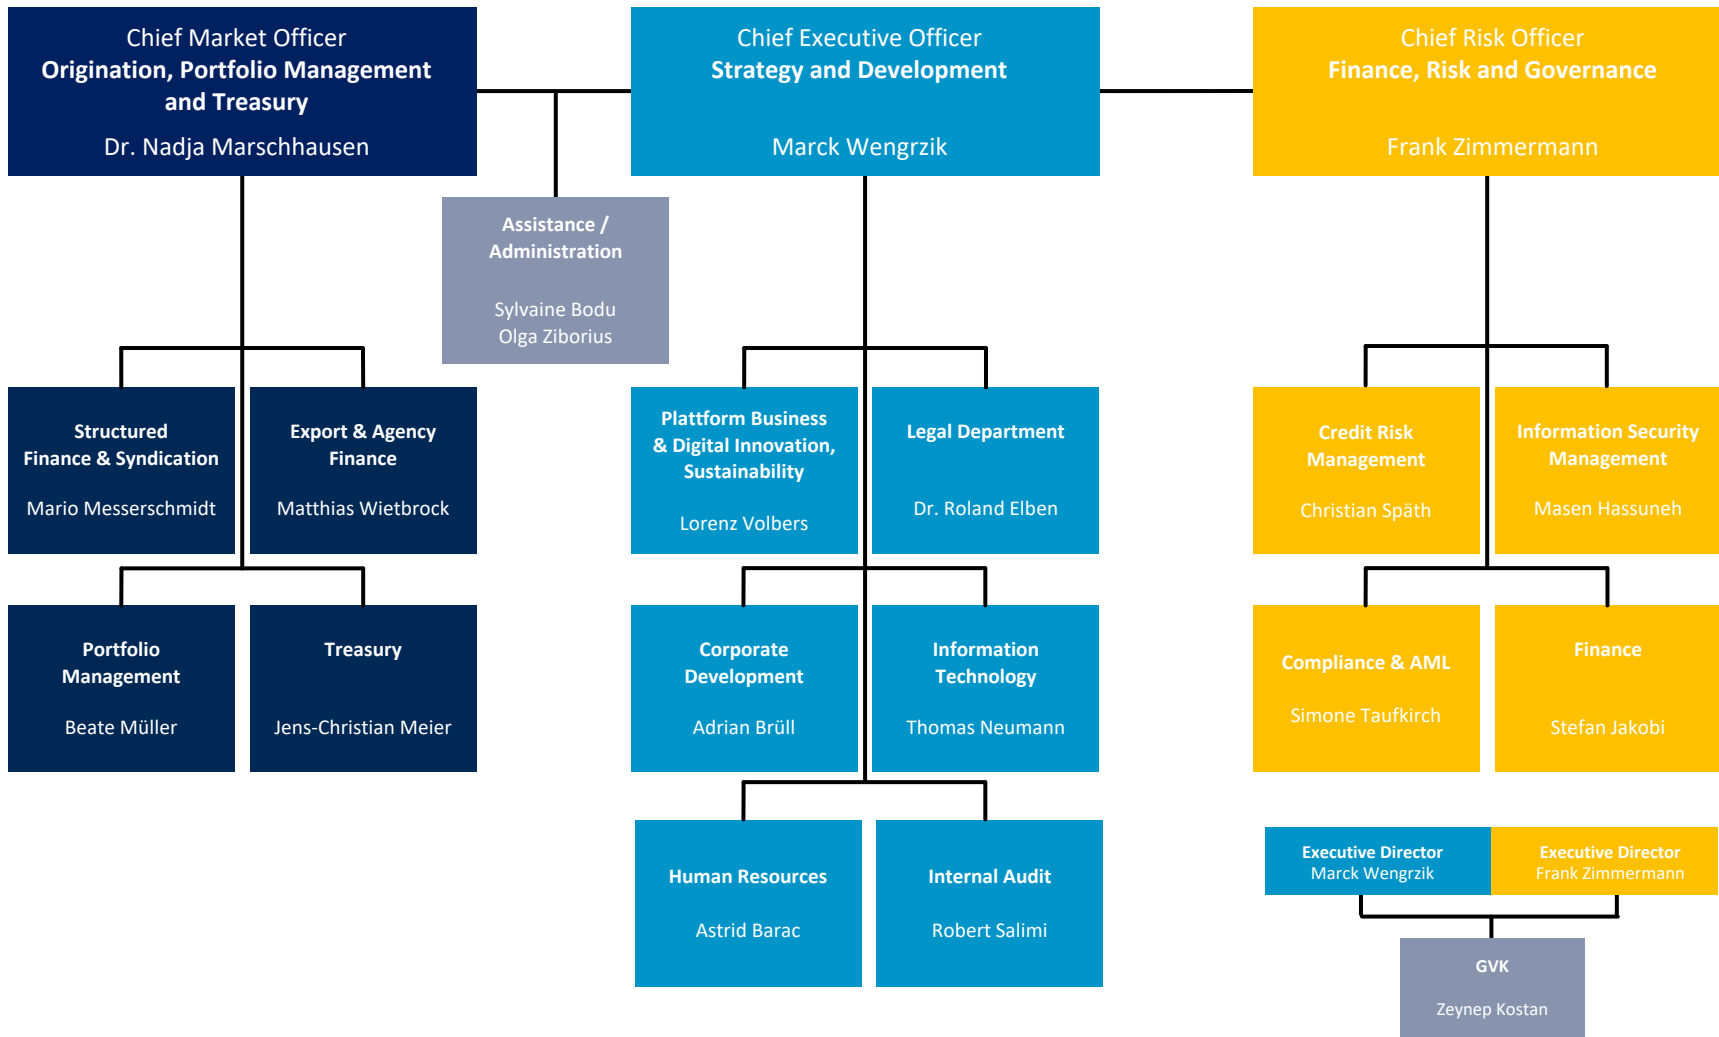 Chief Market Officer
Origination, Portfolio Management
and Treasury
Dr. Nadja Marschhausen
Chief Executive Officer
Strategy and Development
Marck Wengrzik
Chief Risk Officer
Finance, Risk and Governance
Frank Zimmermann
Assistance /
Administration
Sylvaine Bodu
Olga Ziborius
Structured
Finance & Syndication
Mario Messerschmidt
Export & Agency
Finance
Matthias Wietbrock
Plattform Business
& Digital Innovation,
Sustainability
Lorenz Volbers
Legal Department
Dr. Roland Elben
Credit Risk
Management
Christian Späth
Information Security
Management
Masen Hassuneh
Portfolio
Management
Beate Müller
Treasury
Jens-Christian Meier
Corporate
Development
Adrian Brüll
Information
Technology
Thomas Neumann
Compliance & AML
Simone Taufkirch
Finance
Stefan Jakobi
Human Resources
Astrid Barac
Internal Audit
Robert Salimi
Executive Director
Marck Wengrzik
Executive Director
Frank Zimmermann
GVK
Zeynep Kostan